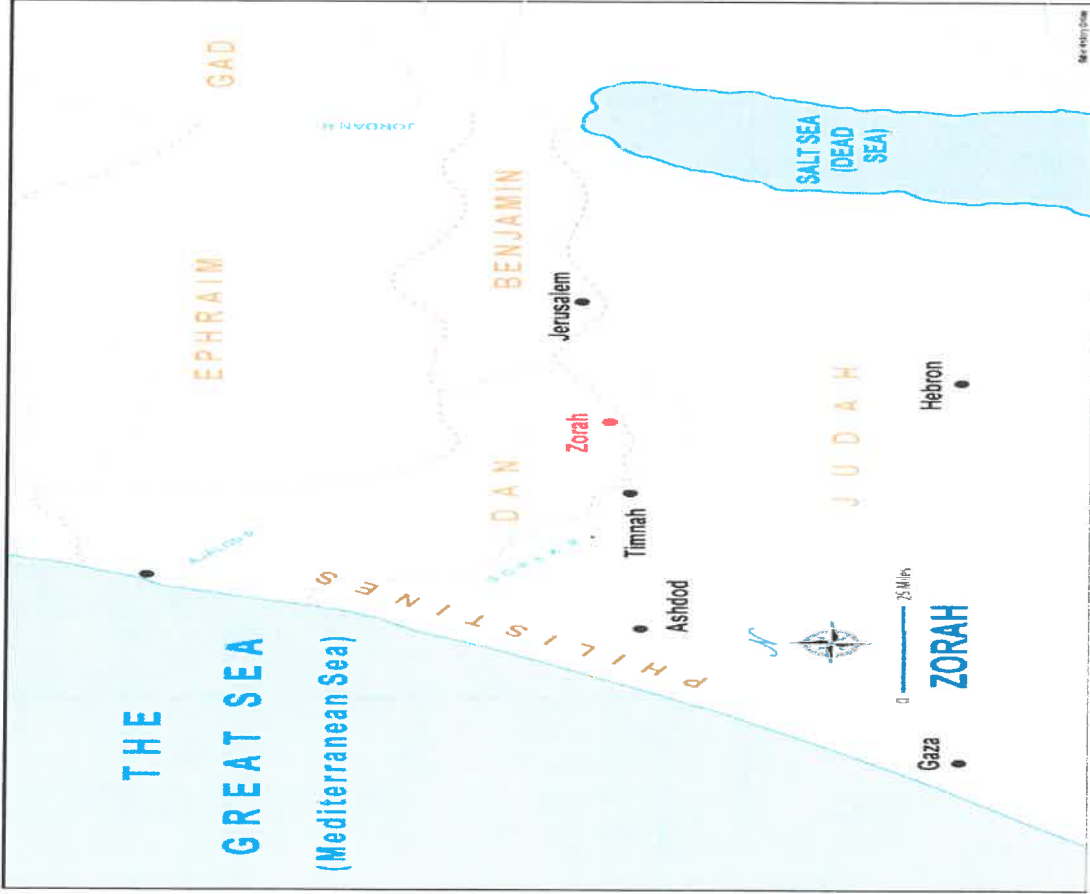 THE
GREAT SEA
(Mediterranean Sea)
EPHRAIM
GAD
JORDAN R
BENJAMIN
DAN
PHILISTINES
Jerusalem
Zorah
Timnah
Ashdod
SALT SEA
(DEAD
SEA)
JUDAH
Hebron
Gaza
N
0 25 Miles
ZORAH